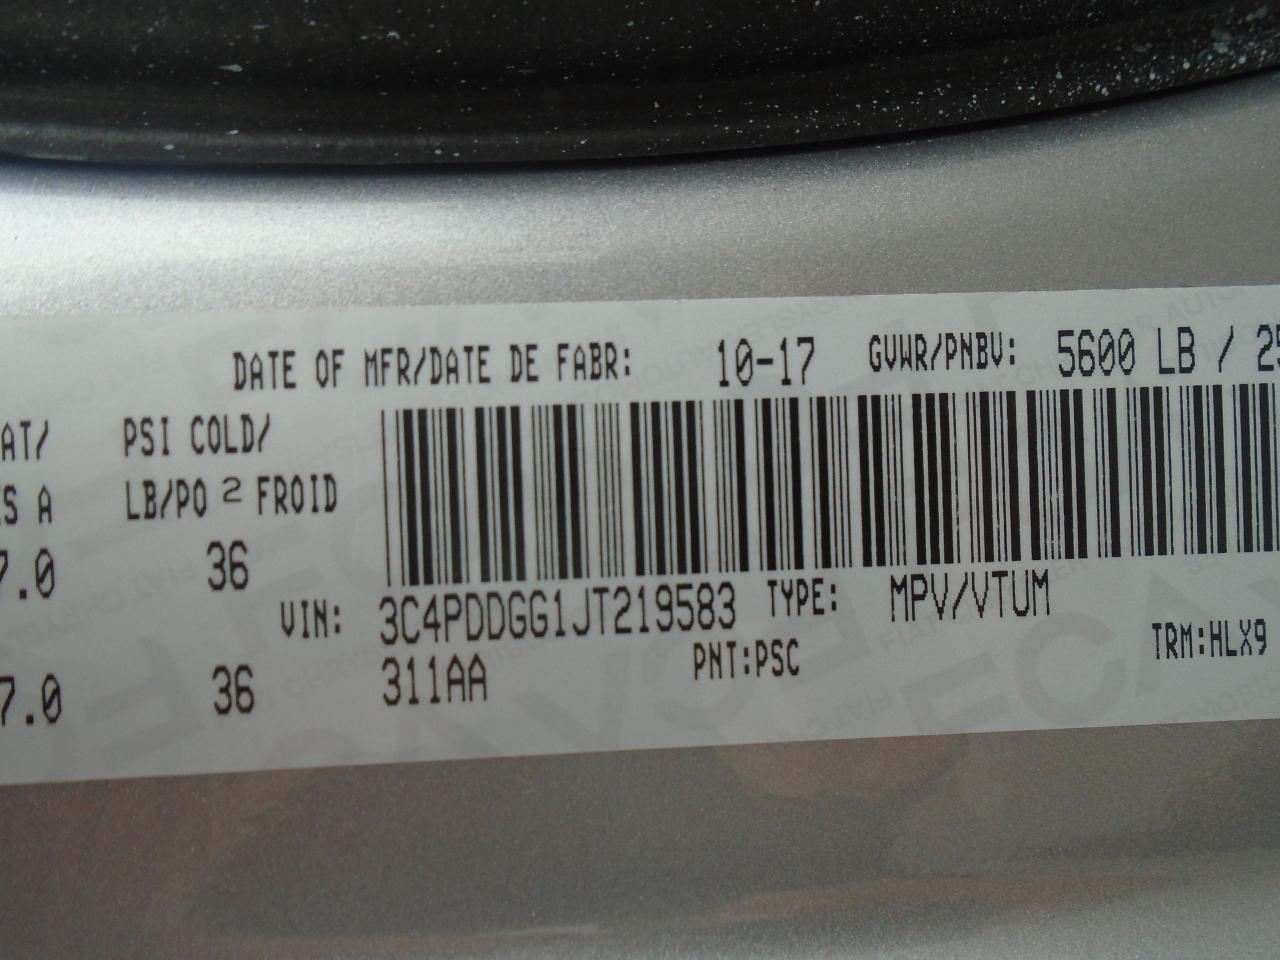 DATE OF MFR/DATE DE FABR: 10-17 GVWR/PNBV: 5600 LB / 25
AT/ PSI COLD/
S A LB/PO 2 FROID
7.0 36
VIN: 3C4PDDGG1JT219583 TYPE: MPV/VTUM
7.0 36 311AA PNT:PSC TRM:HLX9